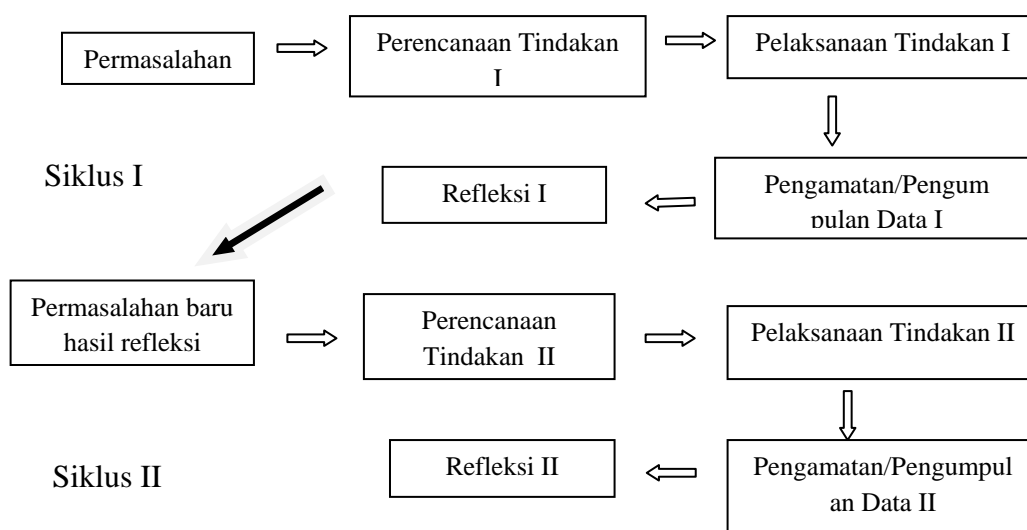 Permasalahan
Perencanaan Tindakan
I
Pelaksanaan Tindakan I
Siklus I
Refleksi I
Pengamatan/Pengum
pulan Data I
Permasalahan baru
hasil refleksi
Perencanaan
Tindakan II
Pelaksanaan Tindakan II
Siklus II
Refleksi II
Pengamatan/Pengumpul
an Data II